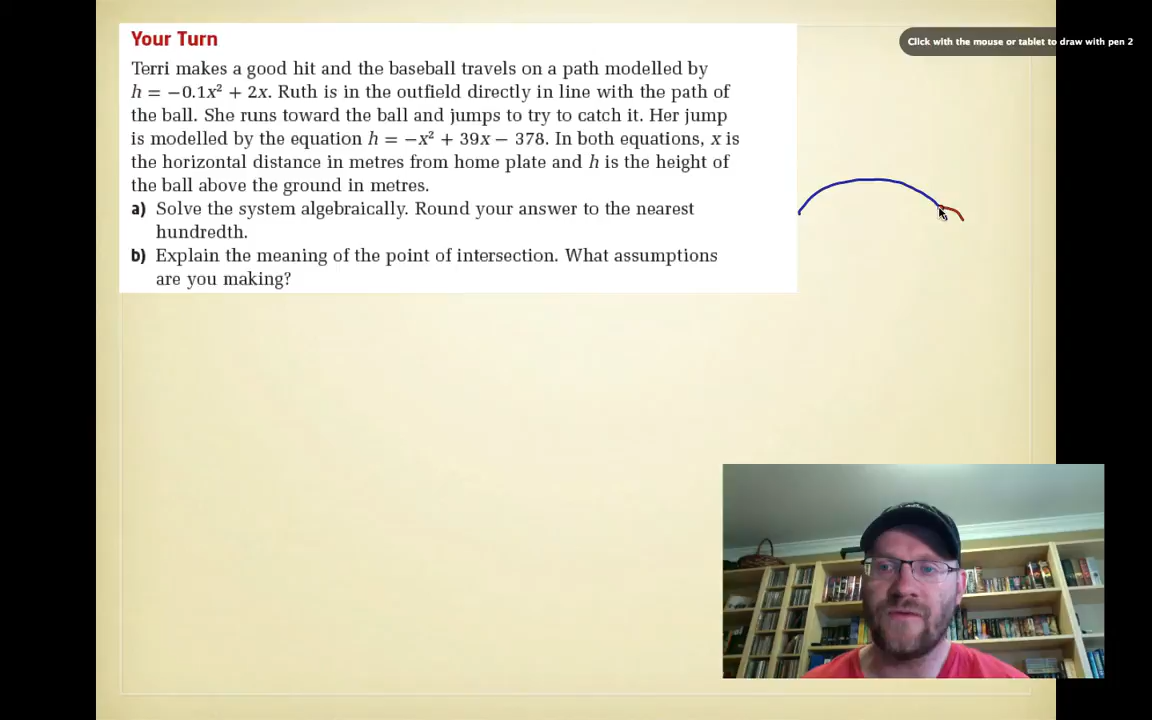 Your Turn
Click with the mouse or tablet to draw with pen 2
Terri makes a good hit and the baseball travels on a path modelled by
h = −0.1x² + 2x. Ruth is in the outfield directly in line with the path of
the ball. She runs toward the ball and jumps to try to catch it. Her jump
is modelled by the equation h = −x² + 39x − 378. In both equations, x is
the horizontal distance in metres from home plate and h is the height of
the ball above the ground in metres.
a) Solve the system algebraically. Round your answer to the nearest
hundredth.
b) Explain the meaning of the point of intersection. What assumptions
are you making?